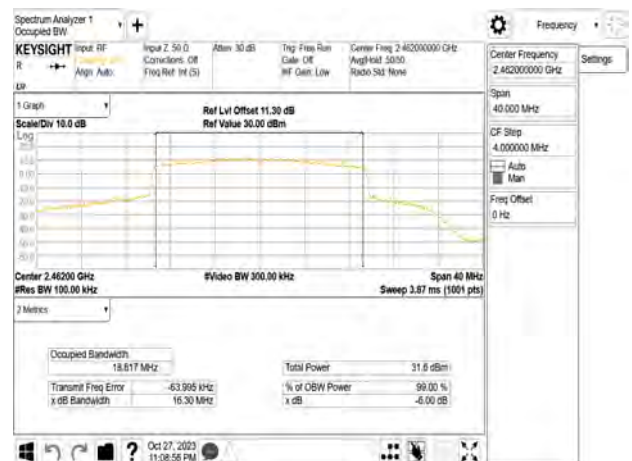 Spectrum Analyzer 1
Occupied BW
+
Frequency
KEYSIGHT
Input: RF
Input Z: 50 Ω
Atten: 30 dB
Trig: Free Run
Center Freq: 2.462000000 GHz
R
Corrections: Off
Gate: Off
Avg|Hold: 50/50
Align: Auto
Freq Ref: Int (S)
#IF Gain: Low
Radio Std: None
Center Frequency
2.462000000 GHz
Settings
Span
40.000 MHz
CF Step
4.000000 MHz
Auto
Man
Freq Offset
0 Hz
1 Graph
Ref Lvl Offset 11.30 dB
Scale/Div 10.0 dB
Ref Value 30.00 dBm
Log
Center 2.46200 GHz
#Video BW 300.00 kHz
Span 40 MHz
#Res BW 100.00 kHz
Sweep 3.87 ms (1001 pts)
2 Metrics
Occupied Bandwidth
18.817 MHz
Total Power
31.6 dBm
Transmit Freq Error
-63.995 kHz
% of OBW Power
99.00 %
x dB Bandwidth
16.30 MHz
x dB
-6.00 dB
?
Oct 27, 2023
11:08:56 PM